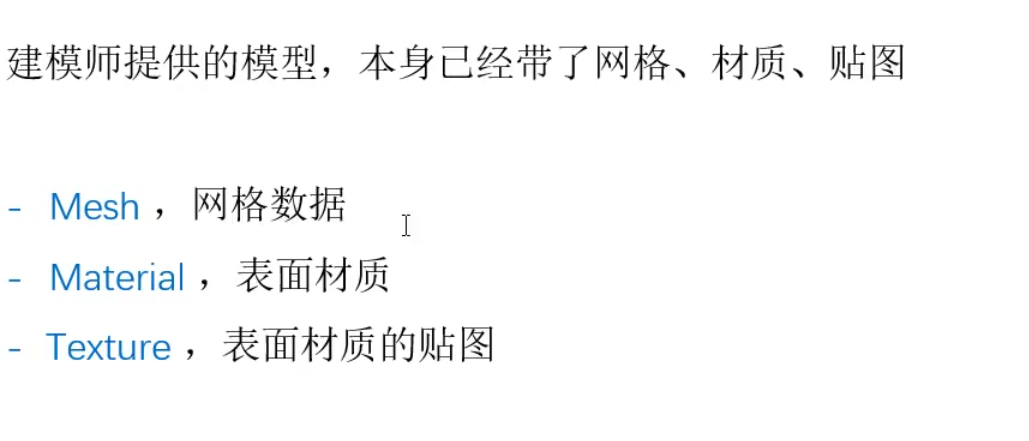 建模师提供的模型，本身已经带了网格、材质、贴图
- Mesh ，网格数据
- Material ，表面材质
- Texture ，表面材质的贴图